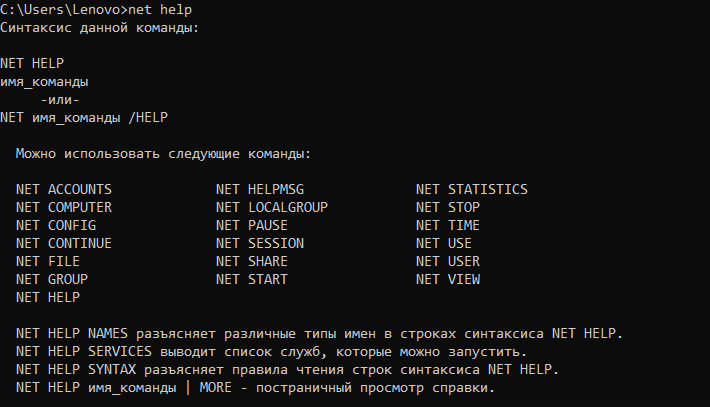 C:\Users\Lenovo>net help
Синтаксис данной команды:
NET HELP
имя_команды
-или-
NET имя_команды /HELP
Можно использовать следующие команды:
NET ACCOUNTS NET HELPMSG NET STATISTICS
NET COMPUTER NET LOCALGROUP NET STOP
NET CONFIG NET PAUSE NET TIME
NET CONTINUE NET SESSION NET USE
NET FILE NET SHARE NET USER
NET GROUP NET START NET VIEW
NET HELP
NET HELP NAMES разъясняет различные типы имен в строках синтаксиса NET HELP.
NET HELP SERVICES выводит список служб, которые можно запустить.
NET HELP SYNTAX разъясняет правила чтения строк синтаксиса NET HELP.
NET HELP имя_команды | MORE - постраничный просмотр справки.